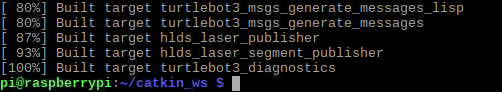 [ 80%] Built target turtlebot3_msgs_generate_messages_lisp
[ 80%] Built target turtlebot3_msgs_generate_messages
[ 87%] Built target hlds_laser_publisher
[ 93%] Built target hlds_laser_segment_publisher
[100%] Built target turtlebot3_diagnostics
pi@raspberrypi:~/catkin_ws $